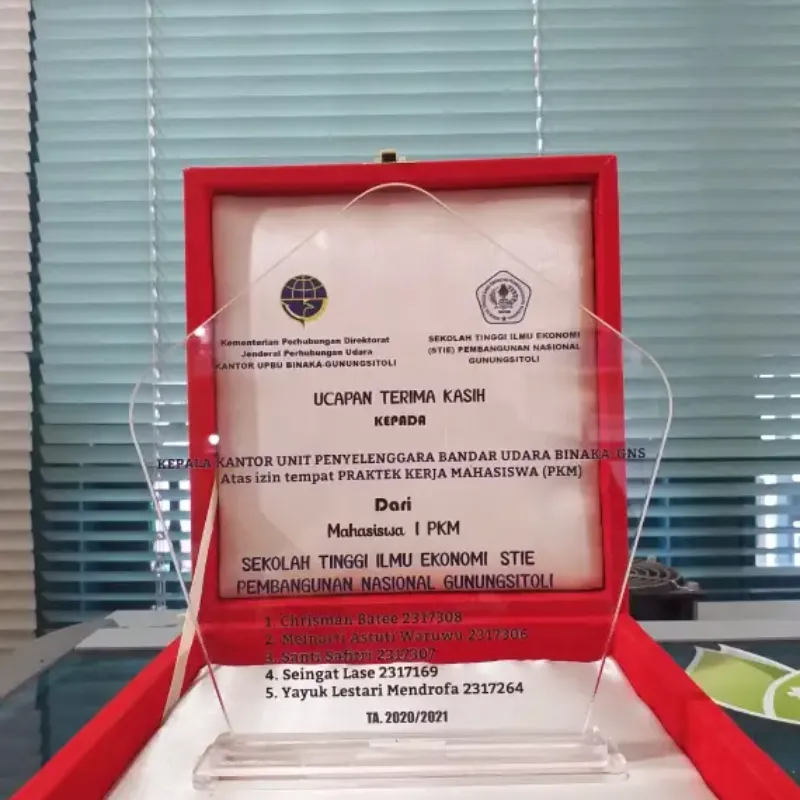 Kementerian Perhubungan Direktorat
Jenderal Perhubungan Udara
KANTOR UPBU BINAKA-GUNUNGSITOLI
SEKOLAH TINGGI ILMU EKONOMI
(STIE) PEMBANGUNAN NASIONAL
GUNUNGSITOLI
UCAPAN TERIMA KASIH
KEPADA
KEPALA KANTOR UNIT PENYELENGGARA BANDAR UDARA BINAKA GNS
Atas izin tempat PRAKTEK KERJA MAHASISWA (PKM)
Dari
Mahasiswa I PKM
SEKOLAH TINGGI ILMU EKONOMI STIE
PEMBANGUNAN NASIONAL GUNUNGSITOLI
1. Chrisman Batee 2317308
2. Astuti Waruwu 2317306
3. Santi Safitri 2317307
4. Seingat Lase 2317169
5. Yayuk Lestari Mendrofa 2317264
TA. 2020/2021